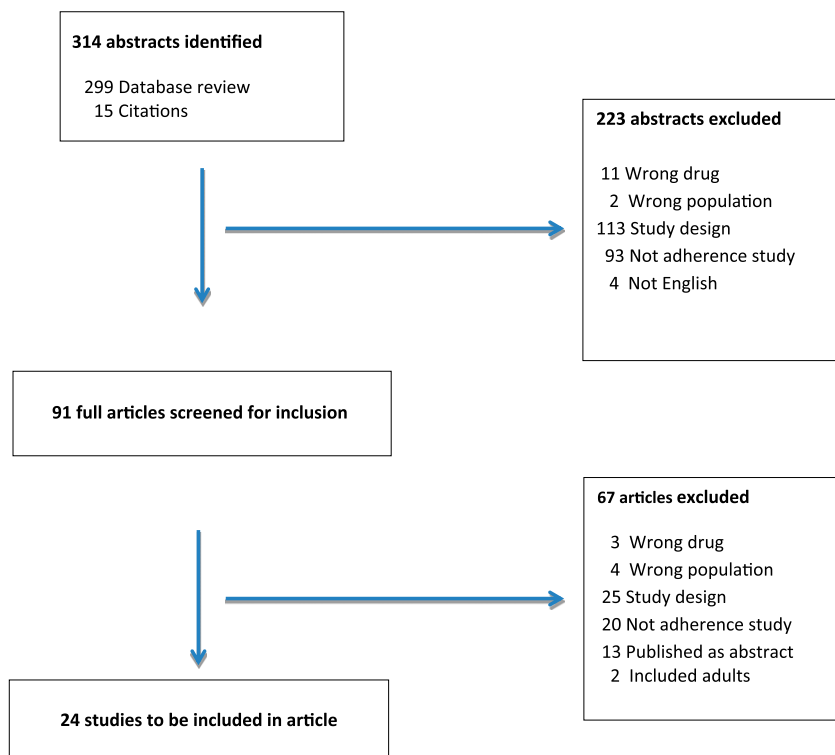 314 abstracts identified
299 Database review
15 Citations
223 abstracts excluded
11 Wrong drug
2 Wrong population
113 Study design
93 Not adherence study
4 Not English
91 full articles screened for inclusion
67 articles excluded
3 Wrong drug
4 Wrong population
25 Study design
20 Not adherence study
13 Published as abstract
2 Included adults
24 studies to be included in article